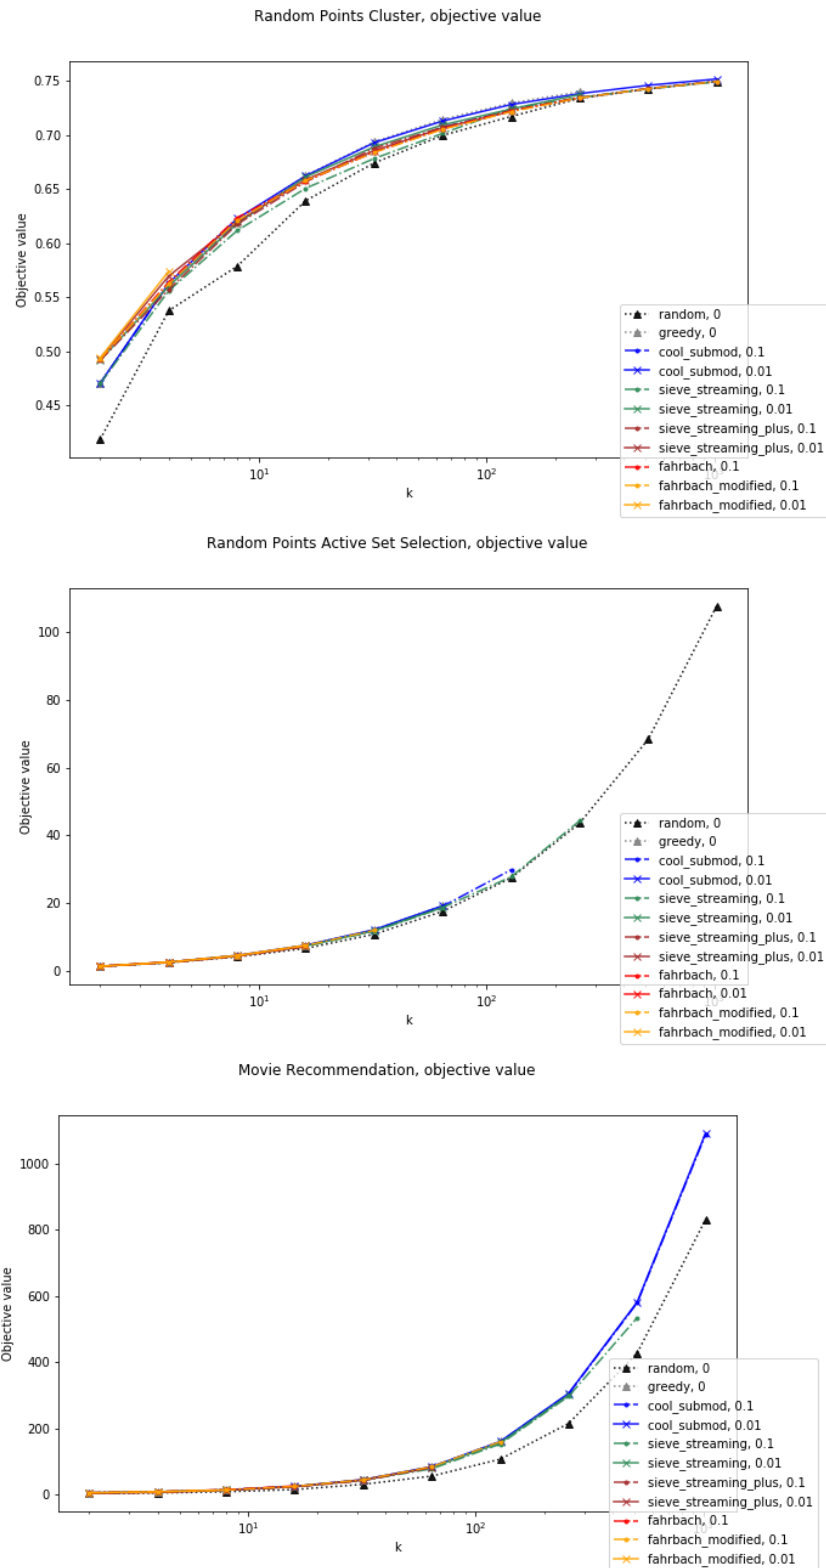 Random Points Cluster, objective value
0.75
0.70
0.65
0.60
0.55
0.50
0.45
Objective value
10¹
10²
k
random, 0
greedy, 0
cool_submod, 0.1
cool_submod, 0.01
sieve_streaming, 0.1
sieve_streaming, 0.01
sieve_streaming_plus, 0.1
sieve_streaming_plus, 0.01
fahrbach, 0.1
fahrbach_modified, 0.1
fahrbach_modified, 0.01
Random Points Active Set Selection, objective value
100
80
60
40
20
0
Objective value
10¹
10²
k
random, 0
greedy, 0
cool_submod, 0.1
cool_submod, 0.01
sieve_streaming, 0.1
sieve_streaming, 0.01
sieve_streaming_plus, 0.1
sieve_streaming_plus, 0.01
fahrbach, 0.1
fahrbach, 0.01
fahrbach_modified, 0.1
fahrbach_modified, 0.01
Movie Recommendation, objective value
1000
800
600
400
200
0
Objective value
10¹
10²
k
random, 0
greedy, 0
cool_submod, 0.1
cool_submod, 0.01
sieve_streaming, 0.1
sieve_streaming, 0.01
sieve_streaming_plus, 0.1
sieve_streaming_plus, 0.01
fahrbach, 0.1
fahrbach_modified, 0.1
fahrbach_modified, 0.01